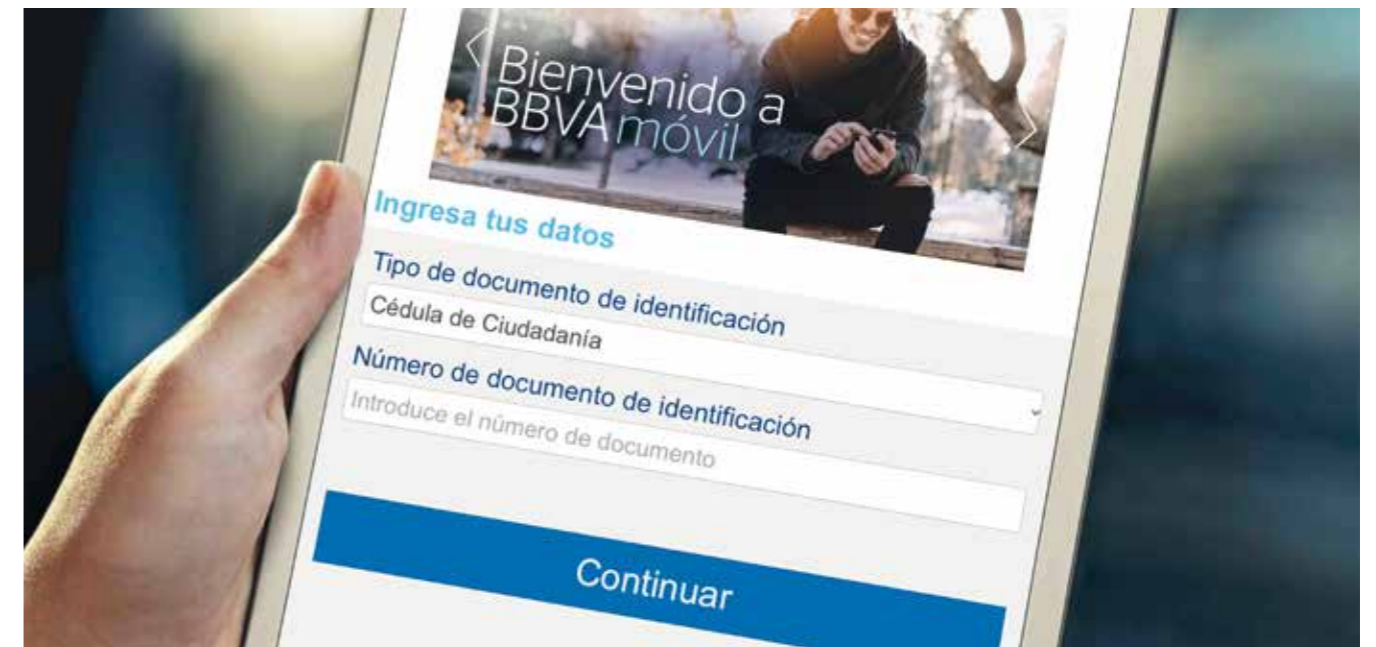 Bienvenido a
BBVA móvil
Ingresa tus datos
Tipo de documento de identificación
Cédula de Ciudadanía
Número de documento de identificación
Introduce el número de documento
Continuar